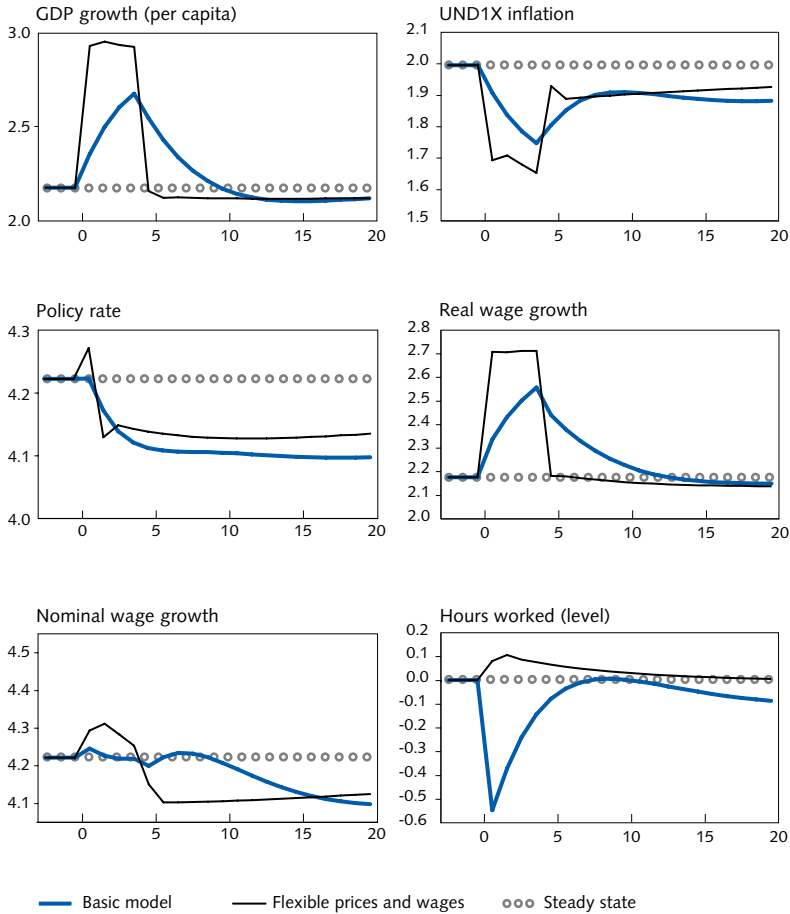 GDP growth (per capita)
3.0
2.5
2.0
0 5 10 15 20
UND1X inflation
2.1
2.0
1.9
1.8
1.7
1.6
1.5
0 5 10 15 20
Policy rate
4.3
4.2
4.1
4.0
0 5 10 15 20
Real wage growth
2.8
2.7
2.6
2.5
2.4
2.3
2.2
2.1
2.0
0 5 10 15 20
Nominal wage growth
4.5
4.4
4.3
4.2
4.1
0 5 10 15 20
Hours worked (level)
0.2
0.1
0.0
-0.1
-0.2
-0.3
-0.4
-0.5
-0.6
0 5 10 15 20
Basic model Flexible prices and wages Steady state